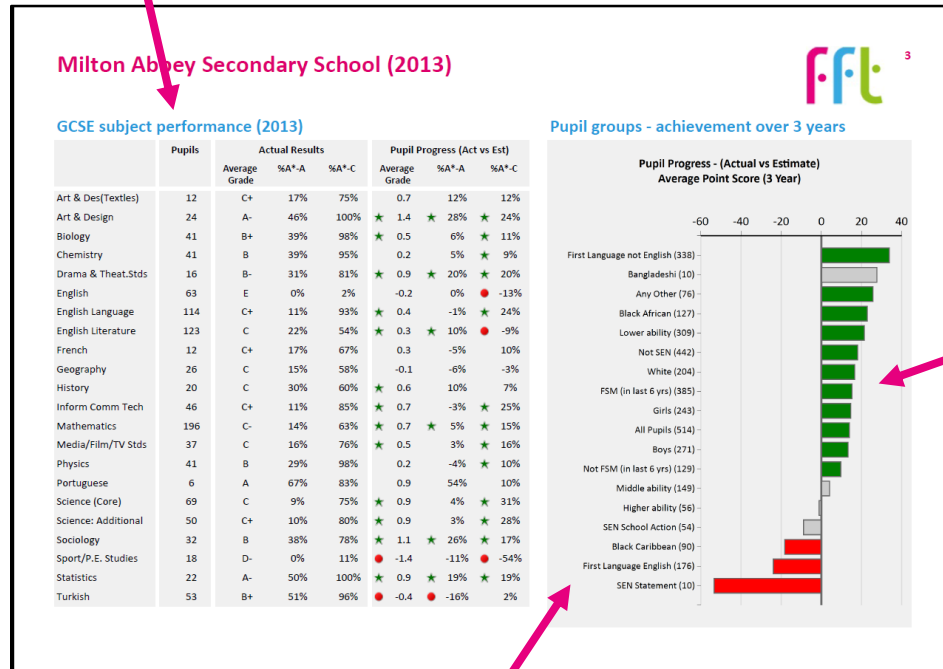 Milton Abbey Secondary School (2013)
fft
3
GCSE subject performance (2013)
Pupils Actual Results Pupil Progress (Act vs Est)
Average Grade %A*-A %A*-C Average Grade %A*-A %A*-C
Art & Des(Textles) 12 C+ 17% 75% 0.7 12% 12%
Art & Design 24 A- 46% 100% ★ 1.4 ★ 28% ★ 24%
Biology 41 B+ 39% 98% ★ 0.5 6% ★ 11%
Chemistry 41 B 39% 95% 0.2 5% ★ 9%
Drama & Theat.Stds 16 B- 31% 81% ★ 0.9 ★ 20% ★ 20%
English 63 E 0% 2% -0.2 0% ● -13%
English Language 114 C+ 11% 93% ★ 0.4 -1% ★ 24%
English Literature 123 C 22% 54% ★ 0.3 ★ 10% ● -9%
French 12 C+ 17% 67% 0.3 -5% 10%
Geography 26 C 15% 58% -0.1 -6% -3%
History 20 C 30% 60% ★ 0.6 10% 7%
Inform Comm Tech 46 C+ 11% 85% ★ 0.7 -3% ★ 25%
Mathematics 196 C- 14% 63% ★ 0.7 ★ 5% ★ 15%
Media/Film/TV Stds 37 C 16% 76% ★ 0.5 3% ★ 16%
Physics 41 B 29% 98% 0.2 -4% ★ 10%
Portuguese 6 A 67% 83% 0.9 54% 10%
Science (Core) 69 C 9% 75% ★ 0.9 4% ★ 31%
Science: Additional 50 C+ 10% 80% ★ 0.9 3% ★ 28%
Sociology 32 B 38% 78% ★ 1.1 ★ 26% ★ 17%
Sport/P.E. Studies 18 D- 0% 11% ● -1.4 -11% ● -54%
Statistics 22 A- 50% 100% ★ 0.9 ★ 19% ★ 19%
Turkish 53 B+ 51% 96% ● -0.4 ● -16% 2%
Pupil groups - achievement over 3 years
Pupil Progress - (Actual vs Estimate)
Average Point Score (3 Year)
-60 -40 -20 0 20 40
First Language not English (338)
Bangladeshi (10)
Any Other (76)
Black African (127)
Lower ability (309)
Not SEN (442)
White (204)
FSM (in last 6 yrs) (385)
Girls (243)
All Pupils (514)
Boys (271)
Not FSM (in last 6 yrs) (129)
Middle ability (149)
Higher ability (56)
SEN School Action (54)
Black Caribbean (90)
First Language English (176)
SEN Statement (10)